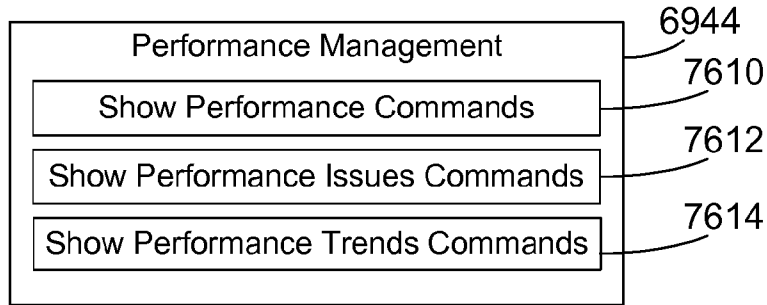 Performance Management 6944
Show Performance Commands 7610
Show Performance Issues Commands 7612
Show Performance Trends Commands 7614